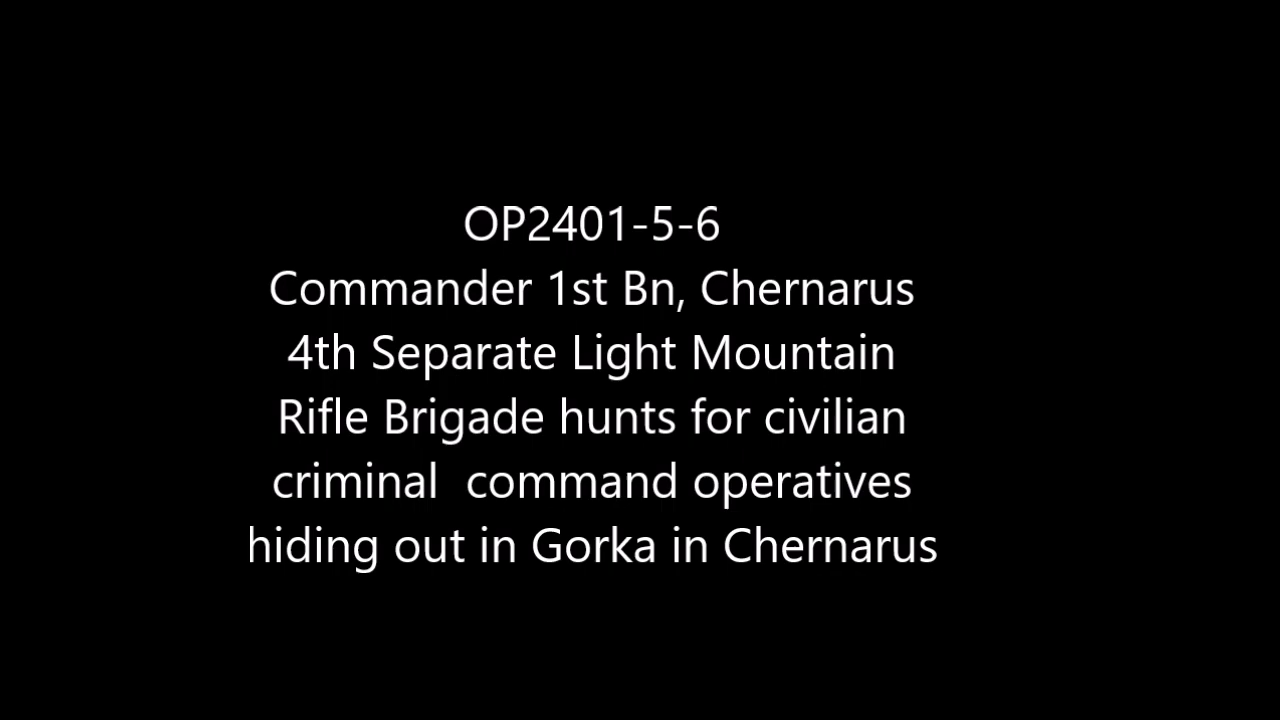 OP2401-5-6
Commander 1st Bn, Chernarus
4th Separate Light Mountain
Rifle Brigade hunts for civilian
criminal  command operatives
hiding out in Gorka in Chernarus